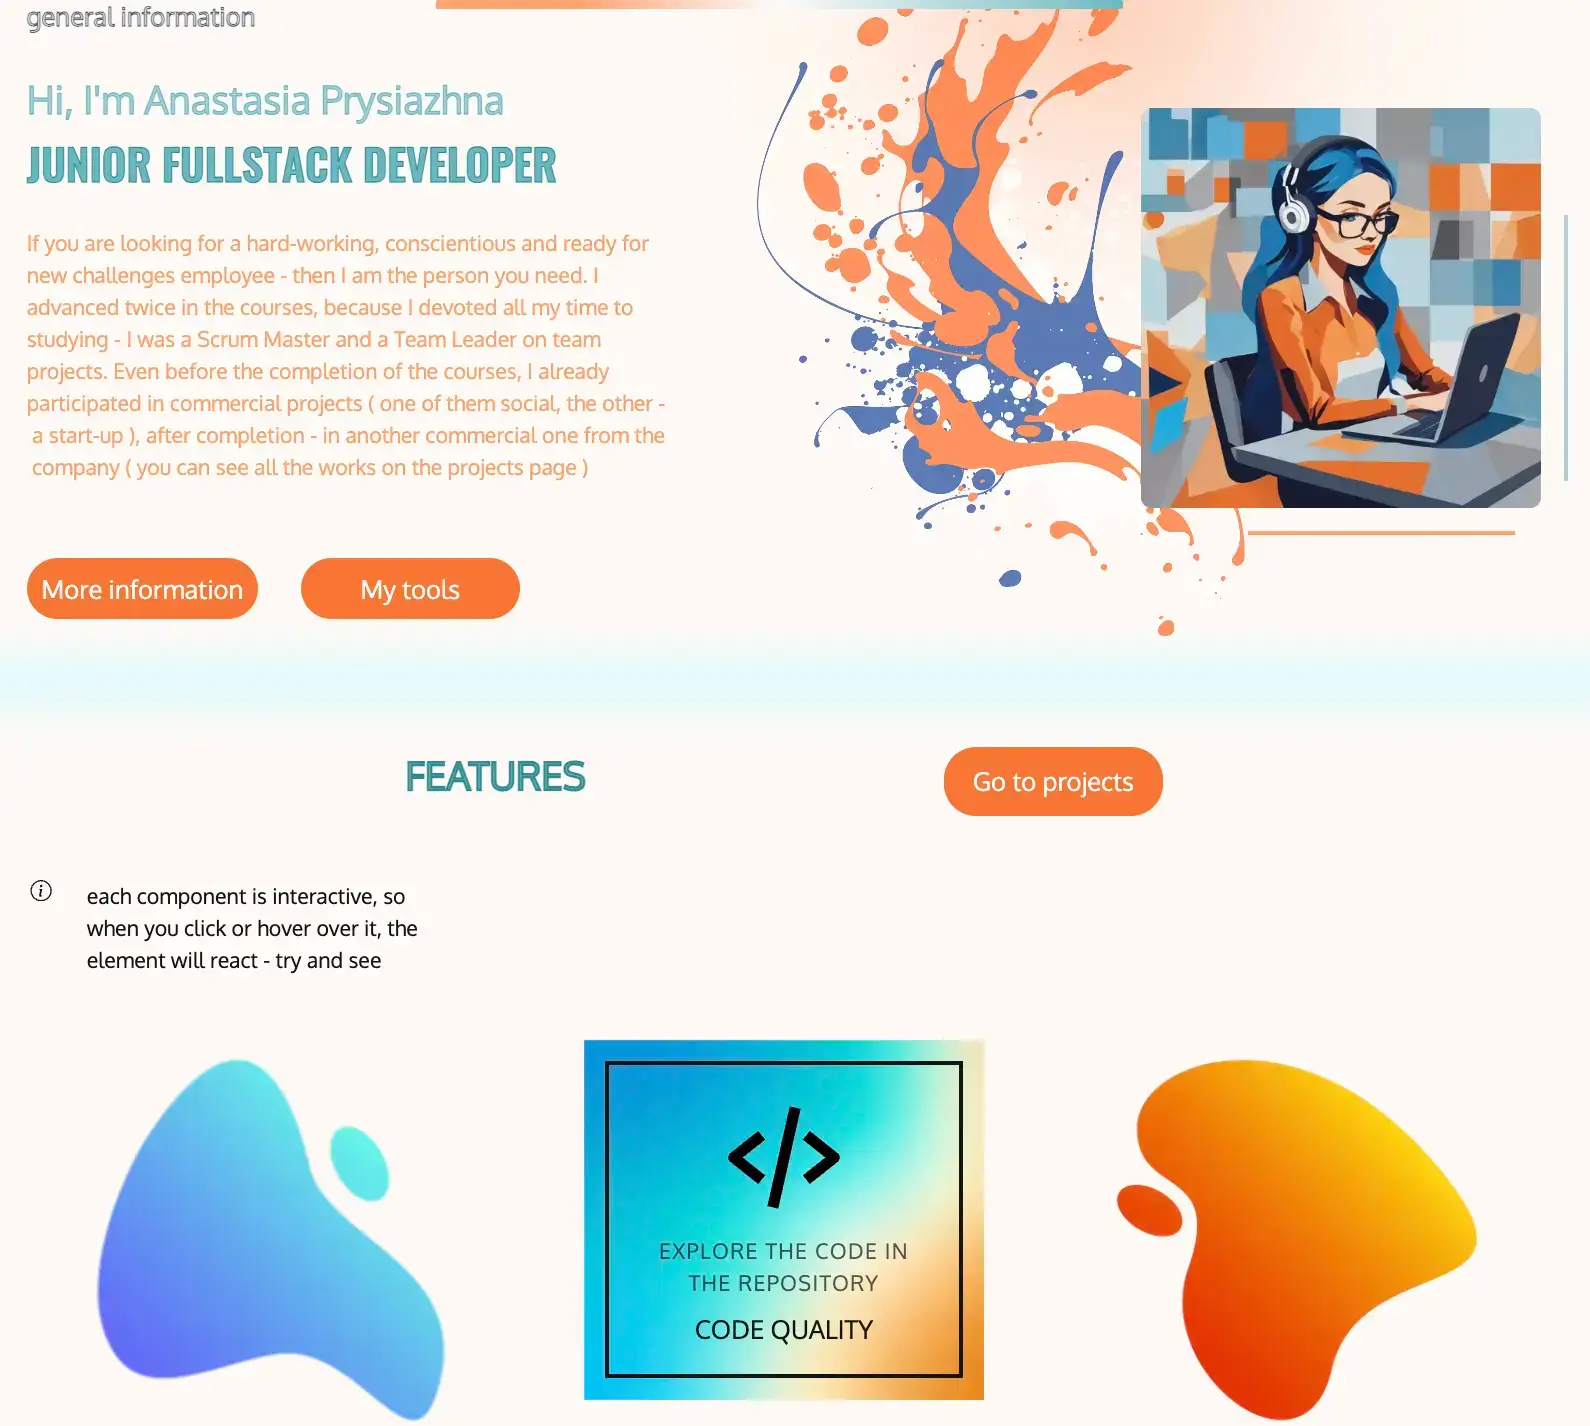 general information
Hi, I'm Anastasia Prysiazhna
JUNIOR FULLSTACK DEVELOPER
If you are looking for a hard-working, conscientious and ready for
new challenges employee - then I am the person you need. I
advanced twice in the courses, because I devoted all my time to
studying - I was a Scrum Master and a Team Leader on team
projects. Even before the completion of the courses, I already
participated in commercial projects ( one of them social, the other -
a start-up ), after completion - in another commercial one from the
company ( you can see all the works on the projects page )
More information
My tools
FEATURES
Go to projects
i
each component is interactive, so
when you click or hover over it, the
element will react - try and see
</>
EXPLORE THE CODE IN
THE REPOSITORY
CODE QUALITY